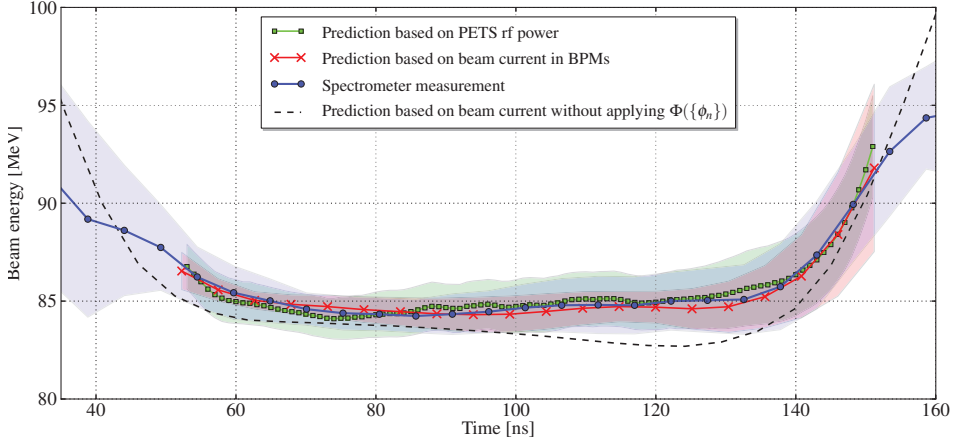 100
95
90
85
80
Beam energy [MeV]
Prediction based on PETS rf power
Prediction based on beam current in BPMs
Spectrometer measurement
Prediction based on beam current without applying Φ({ϕₙ})
40 60 80 100 120 140 160
Time [ns]